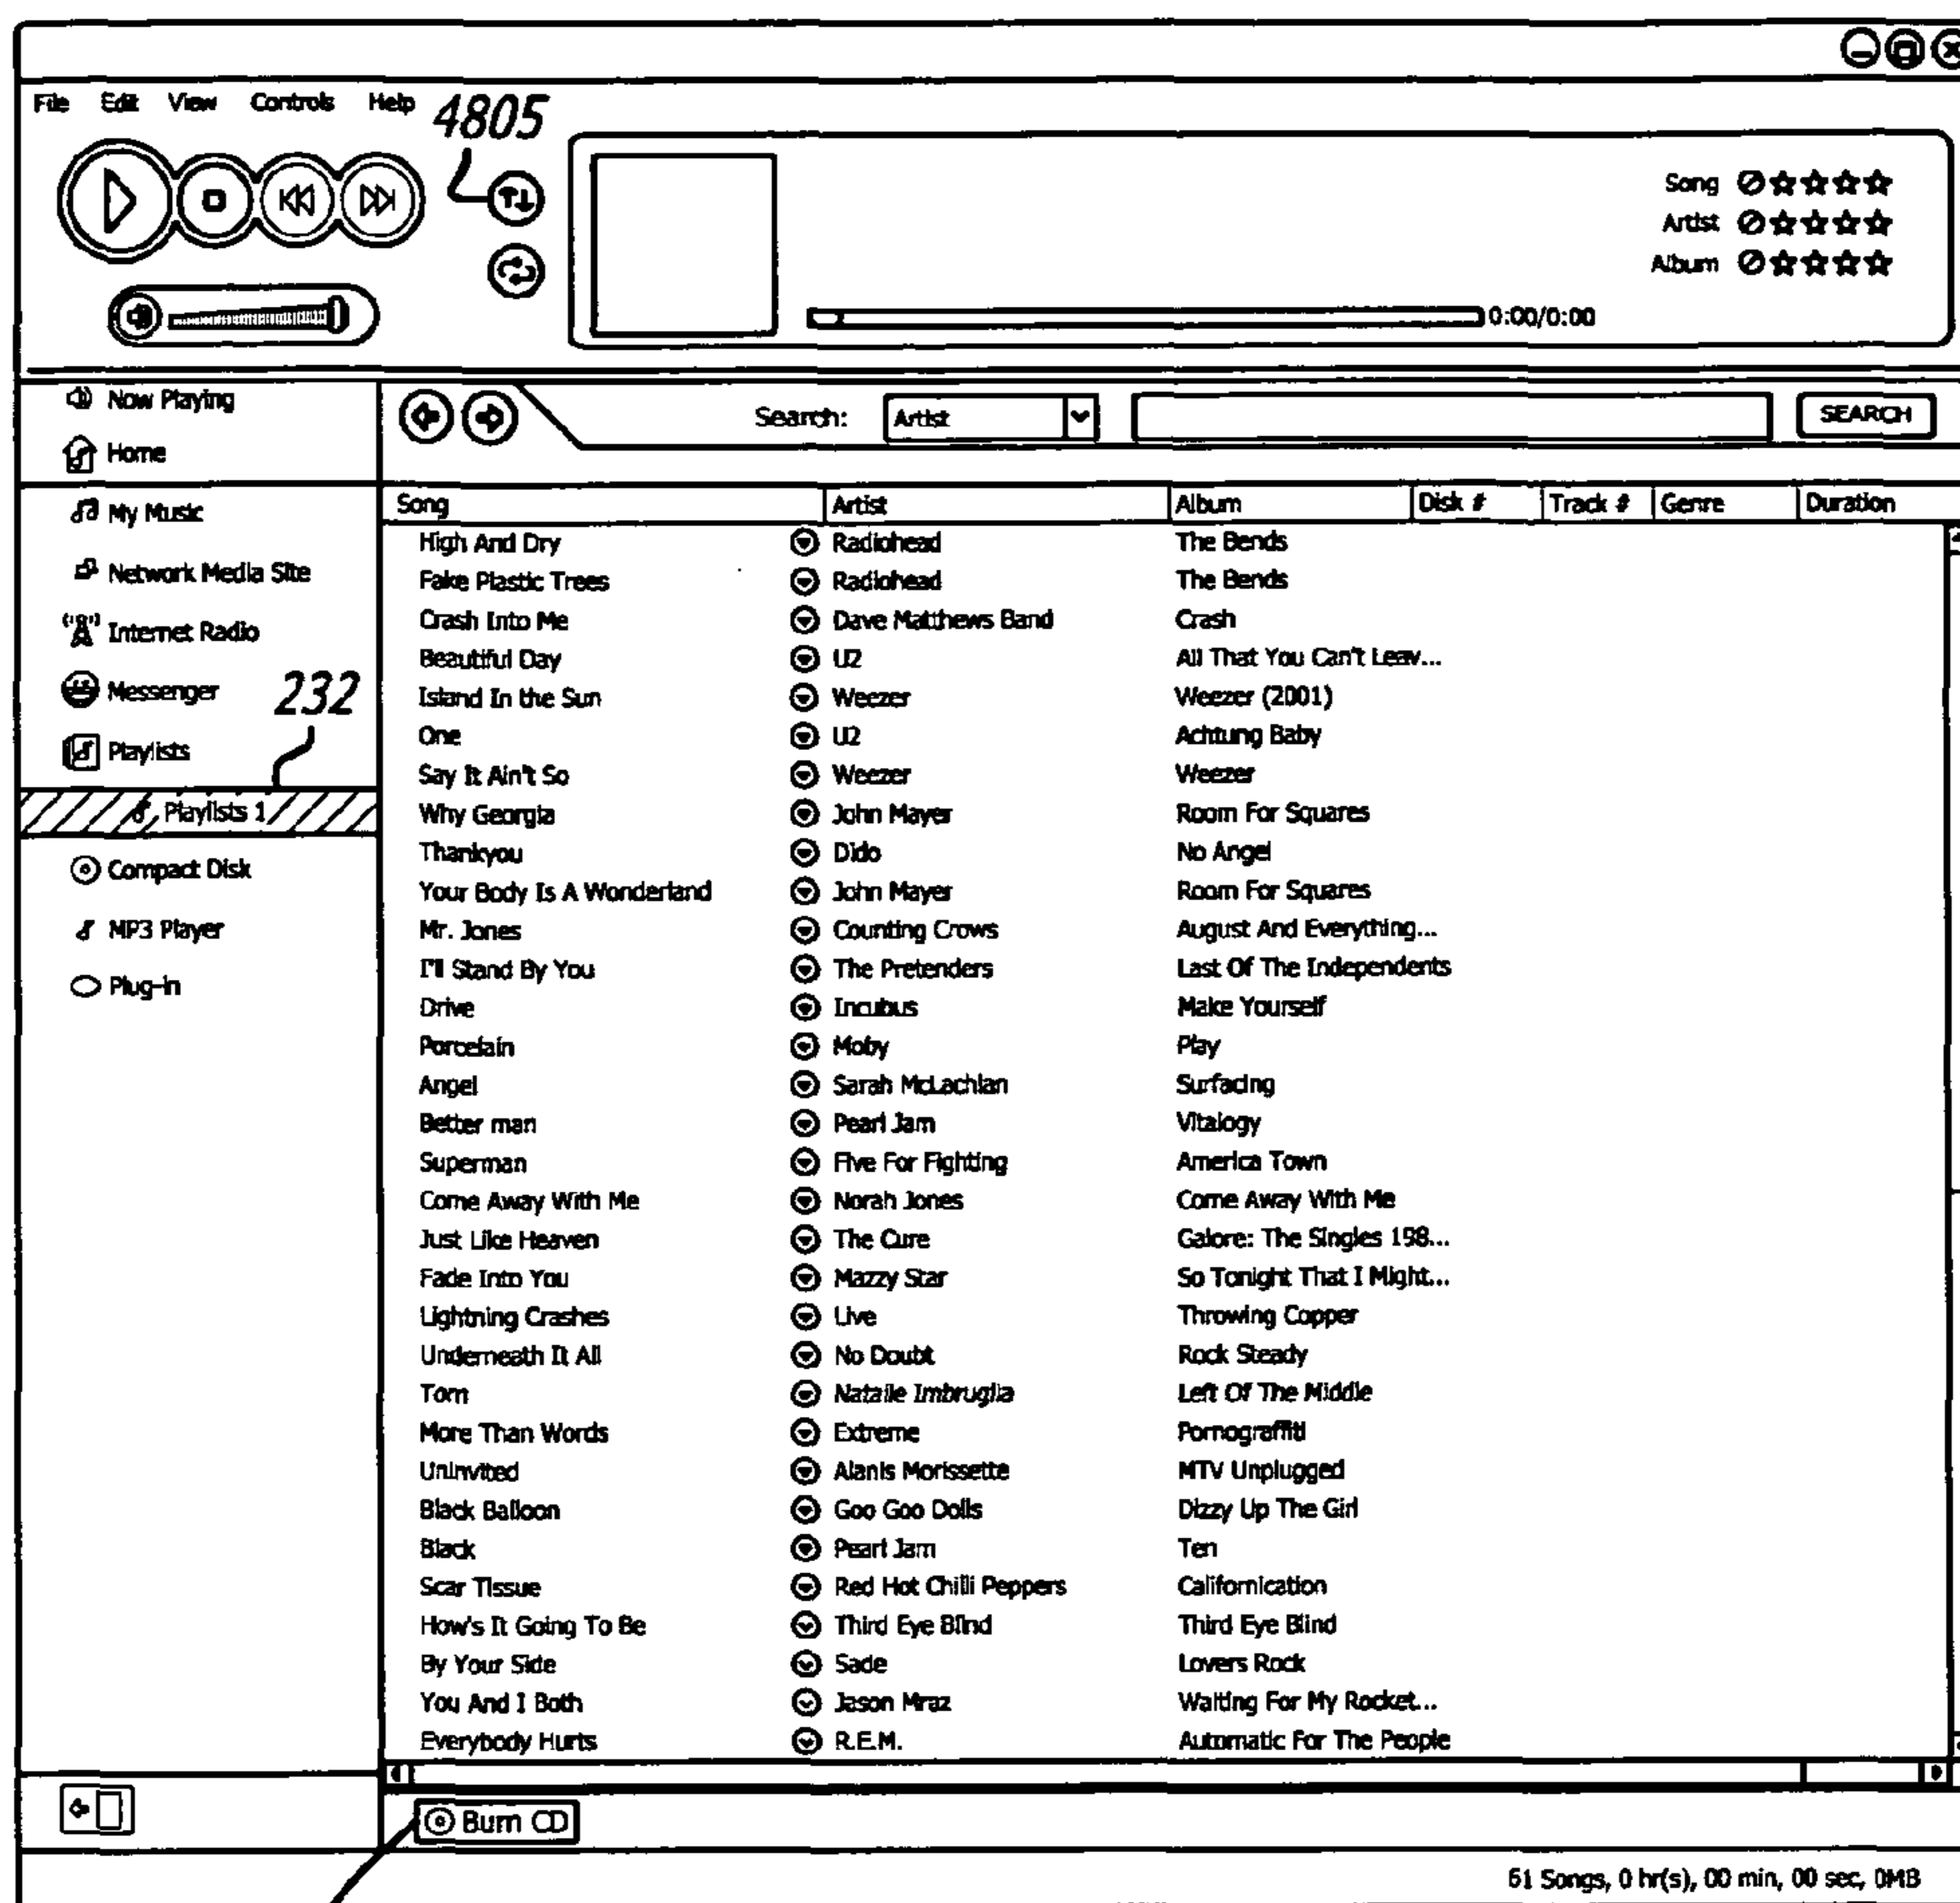 File Edit View Controls Help
4805
Song
Artist
Album
0:00/0:00
Now Playing
Home
Search: Artist SEARCH
My Music
Network Media Site
Internet Radio
Messenger
232
Playlists
Playlists 1
Compact Disk
MP3 Player
Plug-in
Song Artist Album Disk # Track # Genre Duration
High And Dry Radiohead The Bends
Fake Plastic Trees Radiohead The Bends
Crash Into Me Dave Matthews Band Crash
Beautiful Day U2 All That You Can't Leav...
Island In the Sun Weezer Weezer (2001)
One U2 Achtung Baby
Say It Ain't So Weezer Weezer
Why Georgia John Mayer Room For Squares
Thankyou Dido No Angel
Your Body Is A Wonderland John Mayer Room For Squares
Mr. Jones Counting Crows August And Everything...
I'll Stand By You The Pretenders Last Of The Independents
Drive Incubus Make Yourself
Porcelain Moby Play
Angel Sarah McLachlan Surfacing
Better man Pearl Jam Vitalogy
Superman Five For Fighting America Town
Come Away With Me Norah Jones Come Away With Me
Just Like Heaven The Cure Galore: The Singles 198...
Fade Into You Mazzy Star So Tonight That I Might...
Lightning Crashes Live Throwing Copper
Underneath It All No Doubt Rock Steady
Tom Natalie Imbruglia Left Of The Middle
More Than Words Extreme Pornograffiti
Uninvited Alanis Morissette MTV Unplugged
Black Balloon Goo Goo Dolls Dizzy Up The Girl
Black Pearl Jam Ten
Scar Tissue Red Hot Chilli Peppers Californication
How's It Going To Be Third Eye Blind Third Eye Blind
By Your Side Sade Lovers Rock
You And I Both Jason Mraz Waiting For My Rocket...
Everybody Hurts R.E.M. Automatic For The People
Burn CD
61 Songs, 0 hr(s), 00 min, 00 sec, 0MB